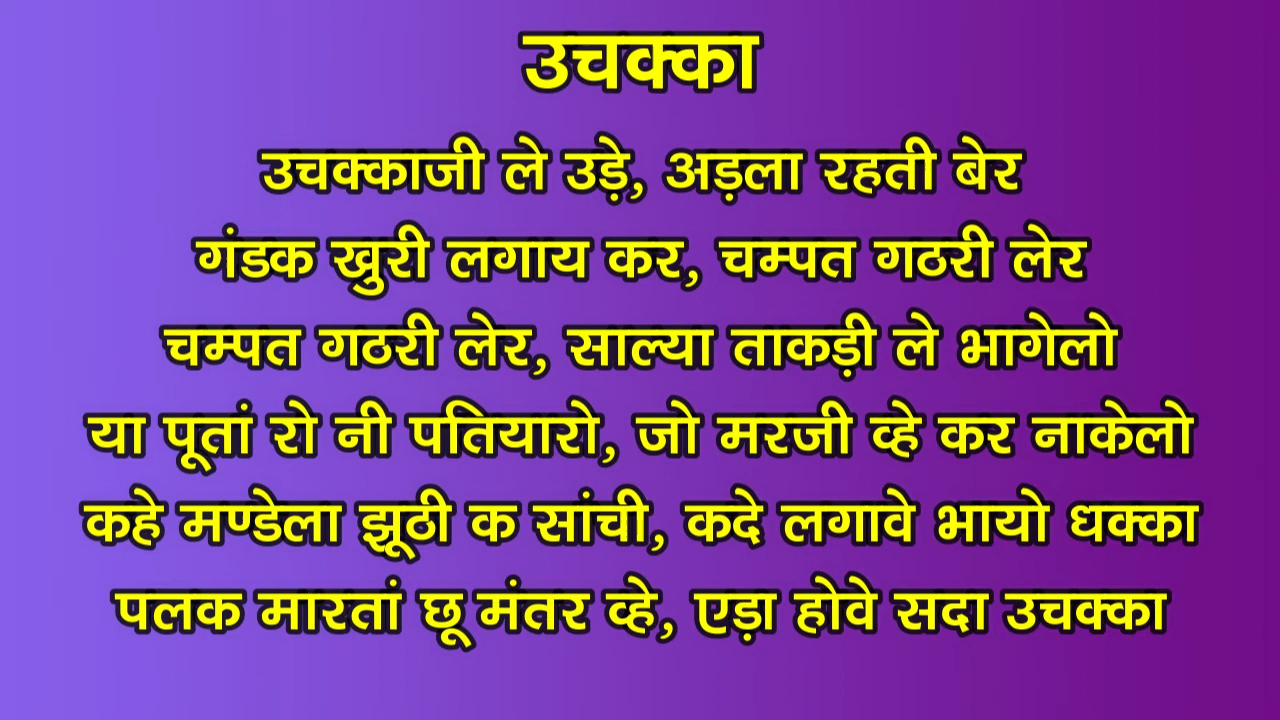 उचक्का
उचक्काजी ले उड़े, अड़ला रहती बेर
गंडक खुरी लगाय कर, चम्पत गठरी लेर
चम्पत गठरी लेर, साल्या ताकड़ी ले भागेलो
या पूतां रो नी पतियारो, जो मरजी व्हे कर नाकेलो
कहे मण्डेला झूठी क सांची, कदे लगावे भायो धक्का
पलक मारतां छू मंतर व्हे, एड़ा होवे सदा उचक्का